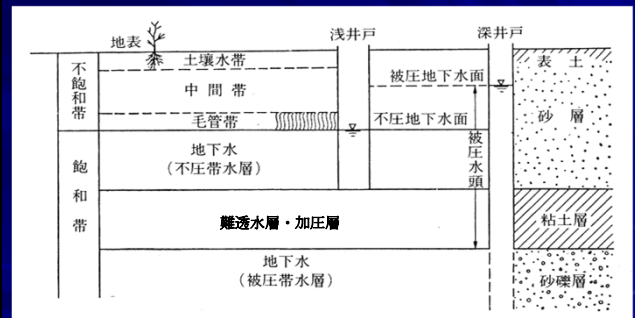 地表
浅井戸
深井戸
不飽和帯
土壌水帯
中間帯
毛管帯
被圧地下水面
不圧地下水面
被圧水頭
表土
砂層
飽和帯
地下水
(不圧帯水層)
難透水層・加圧層
粘土層
地下水
(被圧帯水層)
砂礫層